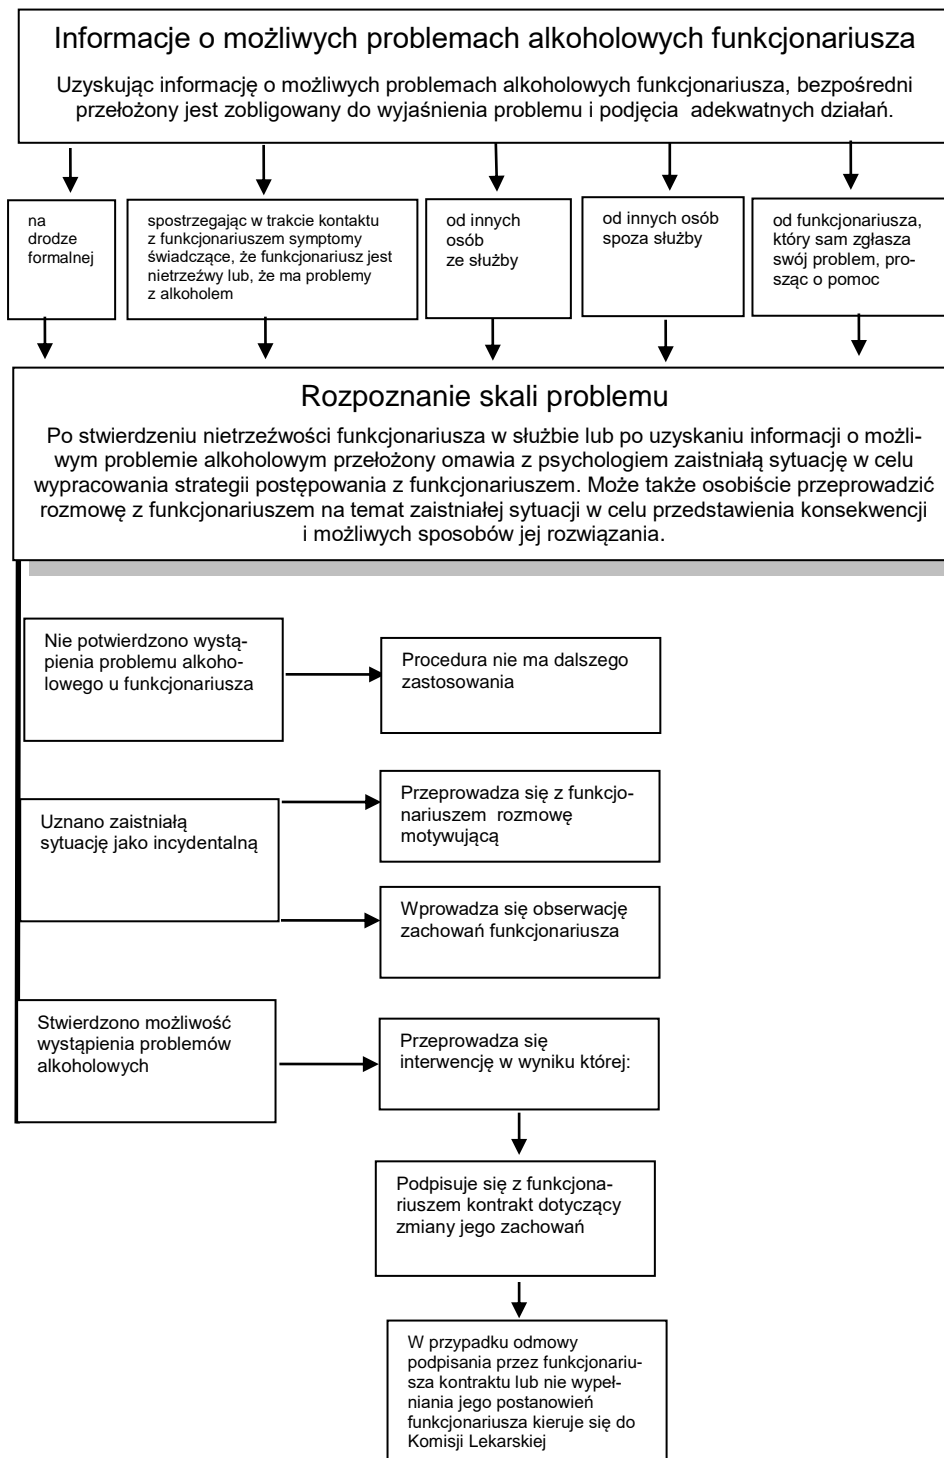 Informacje o możliwych problemach alkoholowych funkcjonariusza
Uzyskując informację o możliwych problemach alkoholowych funkcjonariusza, bezpośredni
przełożony jest zobligowany do wyjaśnienia problemu i podjęcia adekwatnych działań.
na
drodze
formalnej
spostrzegając w trakcie kontaktu
z funkcjonariuszem symptomy
świadczące, że funkcjonariusz jest
nietrzeźwy lub, że ma problemy
z alkoholem
od innych
osób
ze służby
od innych osób
spoza służby
od funkcjonariusza,
który sam zgłasza
swój problem, pro-
sząc o pomoc
Rozpoznanie skali problemu
Po stwierdzeniu nietrzeźwości funkcjonariusza w służbie lub po uzyskaniu informacji o możli-
wym problemie alkoholowym przełożony omawia z psychologiem zaistniałą sytuację w celu
wypracowania strategii postępowania z funkcjonariuszem. Może także osobiście przeprowadzić
rozmowę z funkcjonariuszem na temat zaistniałej sytuacji w celu przedstawienia konsekwencji
i możliwych sposobów jej rozwiązania.
Nie potwierdzono wystą-
pienia problemu alkoho-
lowego u funkcjonariusza
Procedura nie ma dalszego
zastosowania
Uznano zaistniałą
sytuację jako incydentalną
Przeprowadza się z funkcjo-
nariuszem rozmowę
motywującą
Wprowadza się obserwację
zachowań funkcjonariusza
Stwierdzono możliwość
wystąpienia problemów
alkoholowych
Przeprowadza się
interwencję w wyniku której:
Podpisuje się z funkcjona-
riuszem kontrakt dotyczący
zmiany jego zachowań
W przypadku odmowy
podpisania przez funkcjonariu-
sza kontraktu lub nie wypeł-
niania jego postanowień
funkcjonariusza kieruje się do
Komisji Lekarskiej